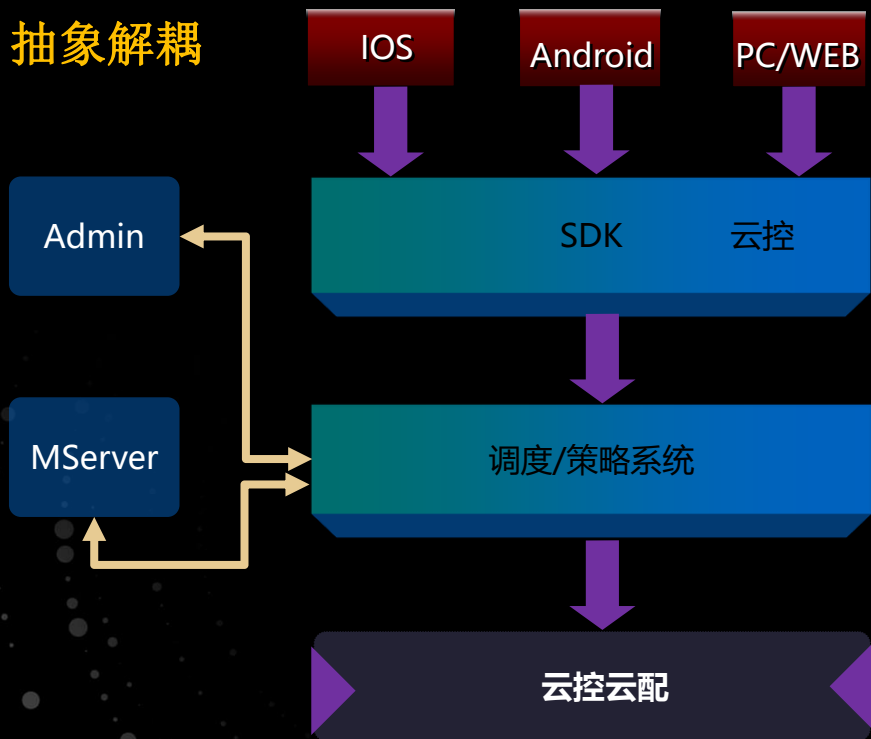 抽象解耦
IOS
Android
PC/WEB
Admin
SDK 云控
MServer
调度/策略系统
云控云配